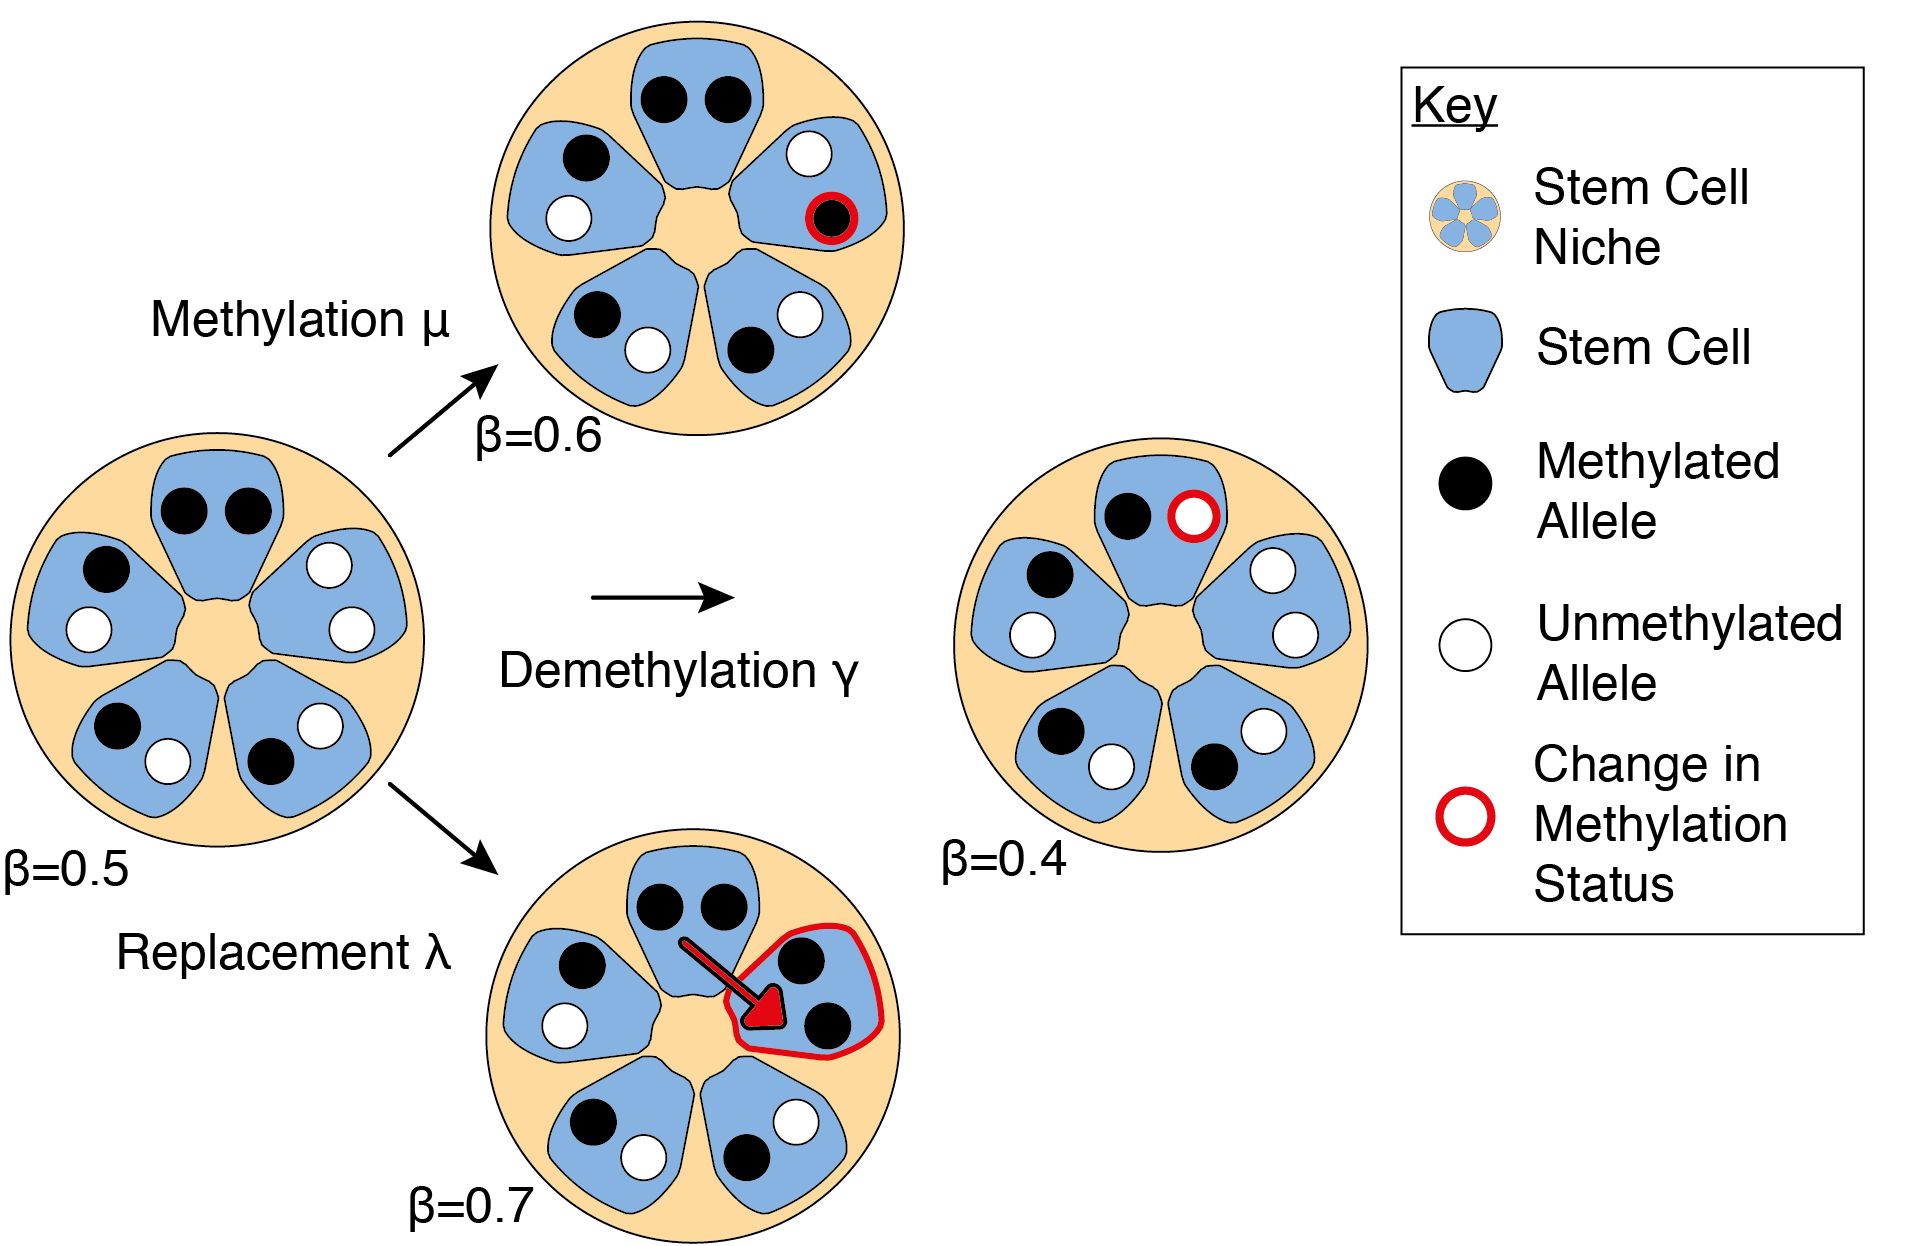 Methylation μ
β=0.6
β=0.5
Demethylation γ
β=0.4
Replacement λ
β=0.7
Key
Stem Cell
Niche
Stem Cell
Methylated
Allele
Unmethylated
Allele
Change in
Methylation
Status